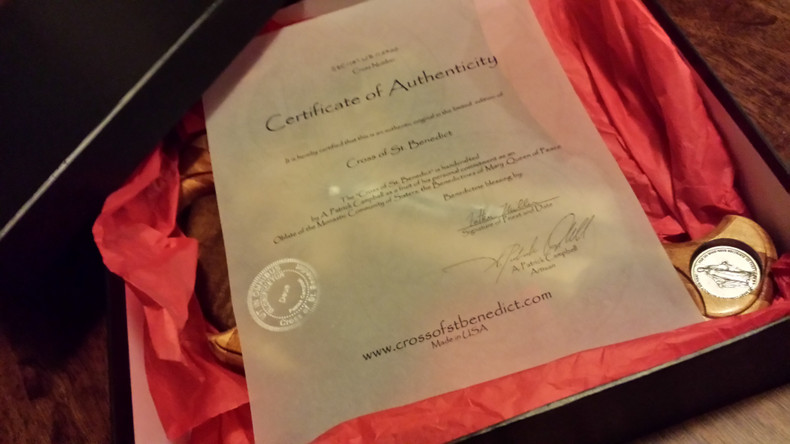 Certificate of Authenticity
It is hereby certified that this is an authentic original in the limited edition of
Cross of St. Benedict
The "Cross of St. Benedict" is handcrafted
by A. Patrick Campbell as a fruit of his personal commitment as an
Oblate of the Monastic Community of Sisters: the Benedictines of Mary, Queen of Peace
Benedictine blessing by
Signature of Priest and Date
A. Patrick Campbell
Artisan
www.crossofstbenedict.com
Made in USA